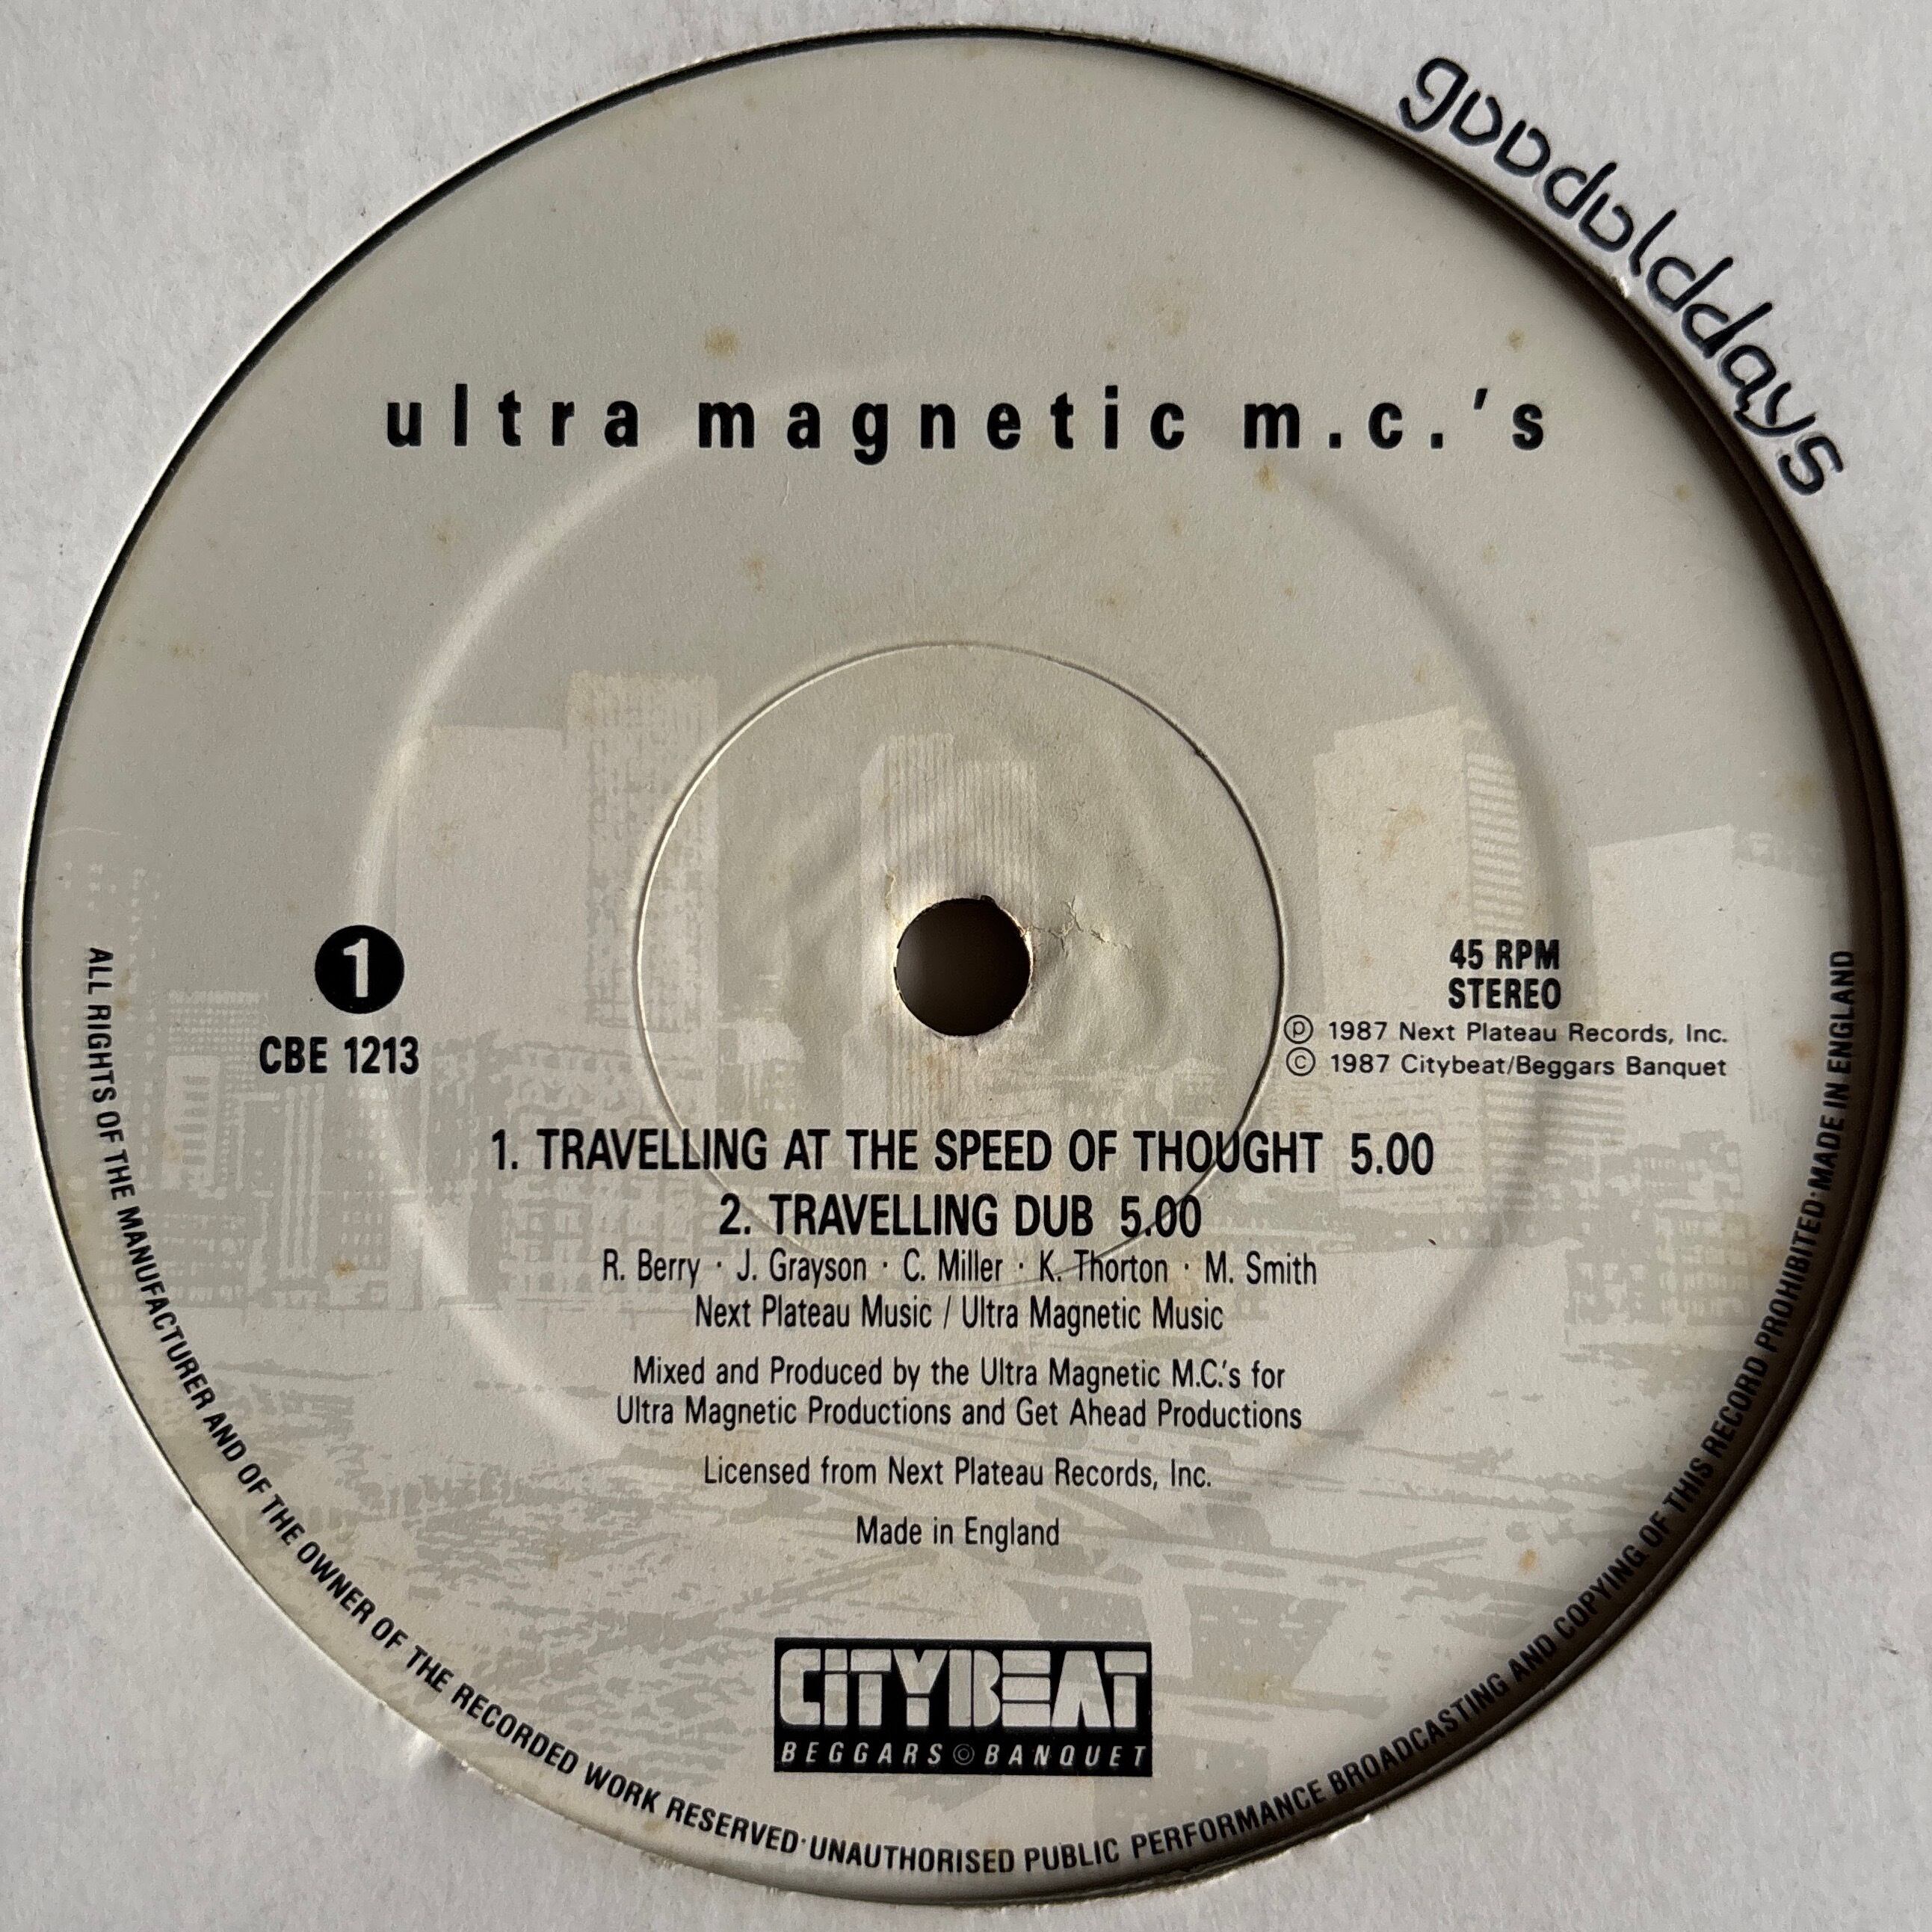 goodolddays
ultra magnetic m.c.'s
1
CBE 1213
45 RPM
STEREO
Ⓟ 1987 Next Plateau Records, Inc.
© 1987 Citybeat/Beggars Banquet
1. TRAVELLING AT THE SPEED OF THOUGHT 5.00
2. TRAVELLING DUB 5.00
R. Berry · J. Grayson · C. Miller · K. Thorton · M. Smith
Next Plateau Music / Ultra Magnetic Music
Mixed and Produced by the Ultra Magnetic M.C.'s for
Ultra Magnetic Productions and Get Ahead Productions
Licensed from Next Plateau Records, Inc.
Made in England
CITYBEAT
BEGGARS © BANQUET
ALL RIGHTS OF THE MANUFACTURER AND OF THE OWNER OF THE RECORDED WORK RESERVED·UNAUTHORISED PUBLIC PERFORMANCE BROADCASTING AND COPYING OF THIS RECORD PROHIBITED·MADE IN ENGLAND